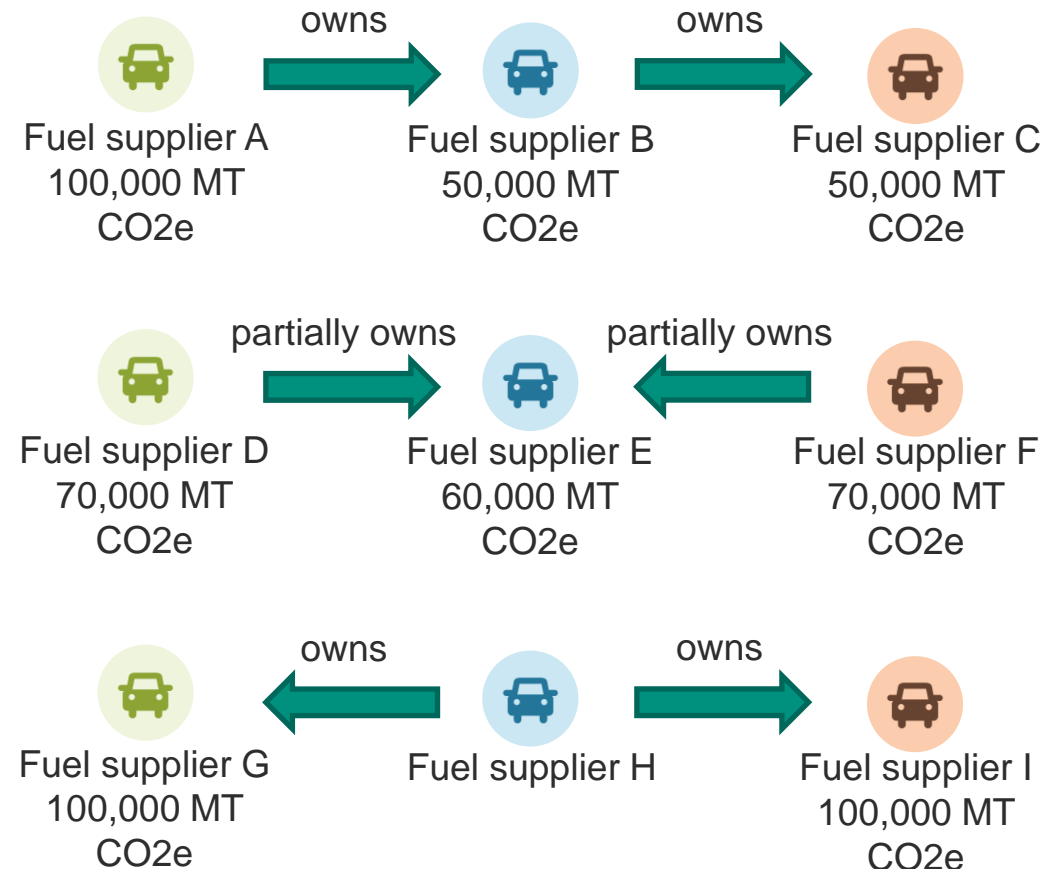 owns
owns
Fuel supplier A
100,000 MT
CO2e
Fuel supplier B
50,000 MT
CO2e
Fuel supplier C
50,000 MT
CO2e
partially owns
partially owns
Fuel supplier D
70,000 MT
CO2e
Fuel supplier E
60,000 MT
CO2e
Fuel supplier F
70,000 MT
CO2e
owns
owns
Fuel supplier G
100,000 MT
CO2e
Fuel supplier H
Fuel supplier I
100,000 MT
CO2e